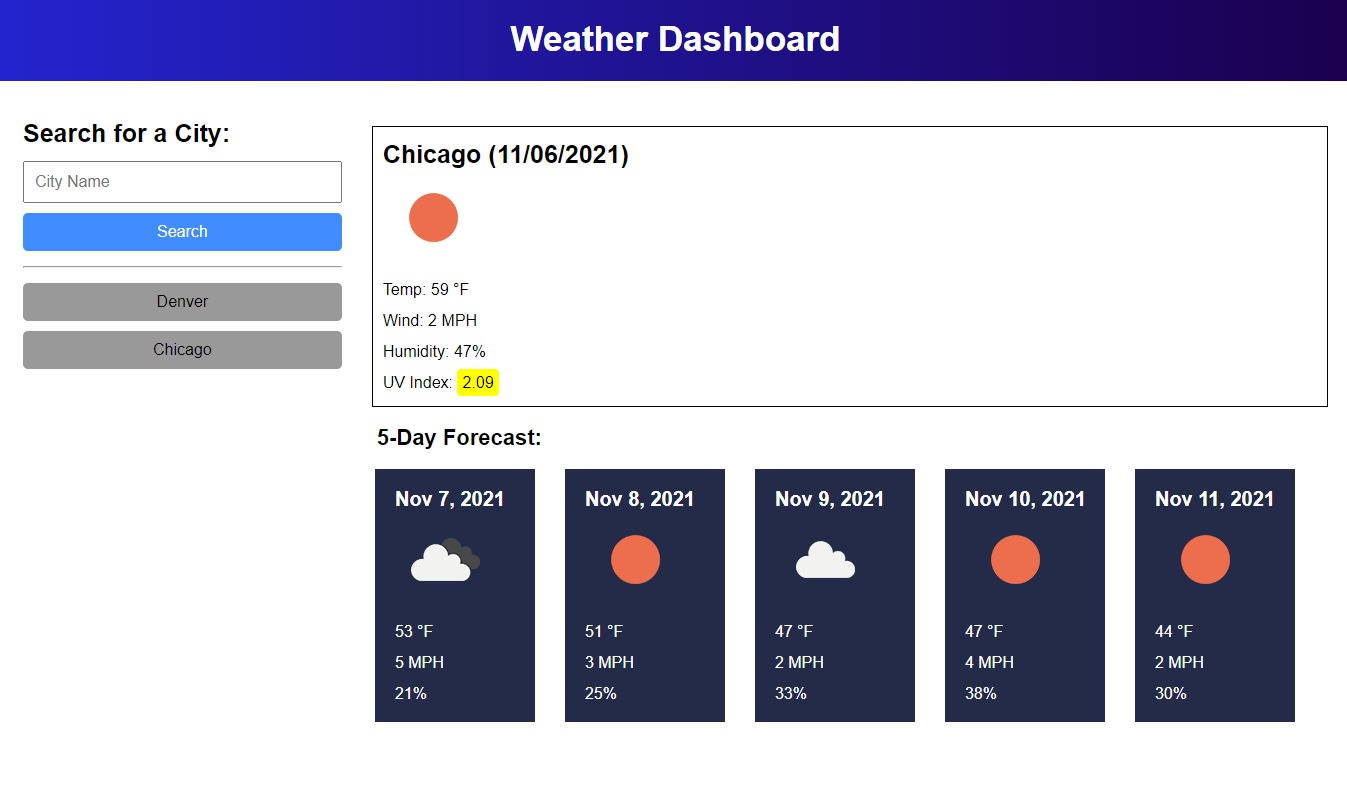 Weather Dashboard
Search for a City:
City Name
Search
Denver
Chicago
Chicago (11/06/2021)
Temp: 59 °F
Wind: 2 MPH
Humidity: 47%
UV Index: 2.09
5-Day Forecast:
Nov 7, 2021
53 °F
5 MPH
21%
Nov 8, 2021
51 °F
3 MPH
25%
Nov 9, 2021
47 °F
2 MPH
33%
Nov 10, 2021
47 °F
4 MPH
38%
Nov 11, 2021
44 °F
2 MPH
30%